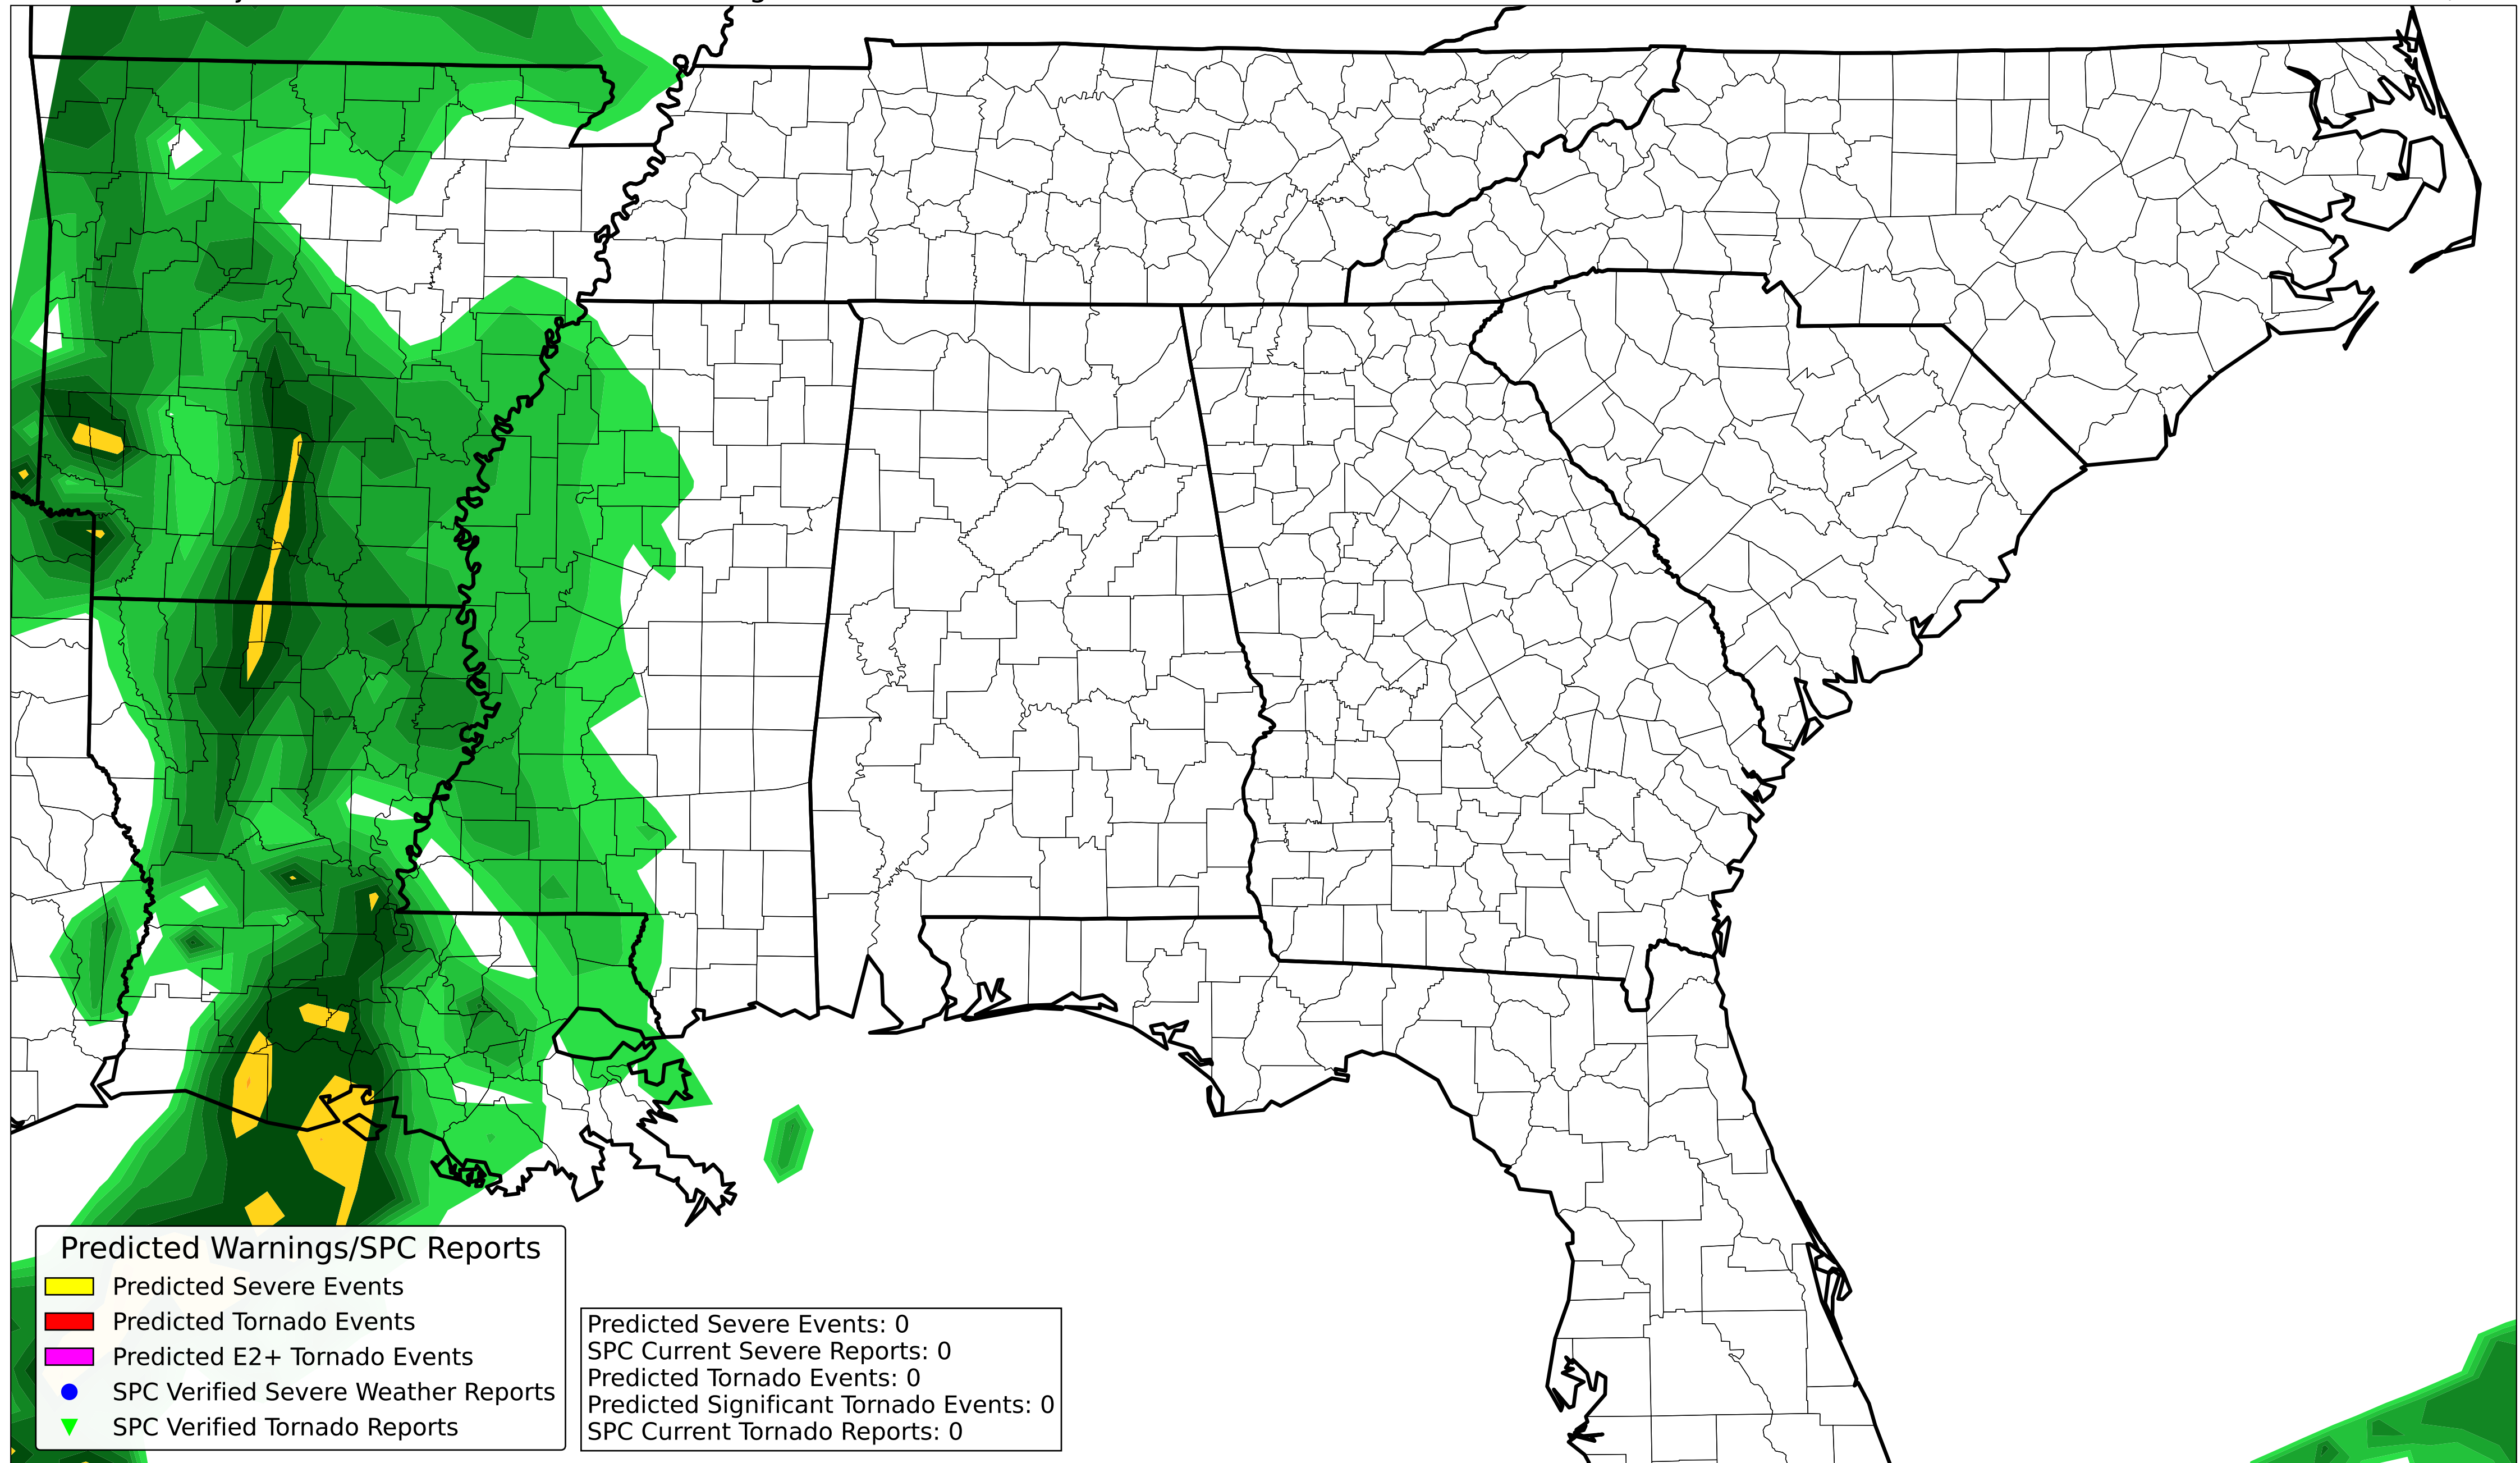 Predicted Warnings/SPC Reports
Predicted Severe Events
Predicted Tornado Events
Predicted E2+ Tornado Events
SPC Verified Severe Weather Reports
SPC Verified Tornado Reports
Predicted Severe Events: 0
SPC Current Severe Reports: 0
Predicted Tornado Events: 0
Predicted Significant Tornado Events: 0
SPC Current Tornado Reports: 0